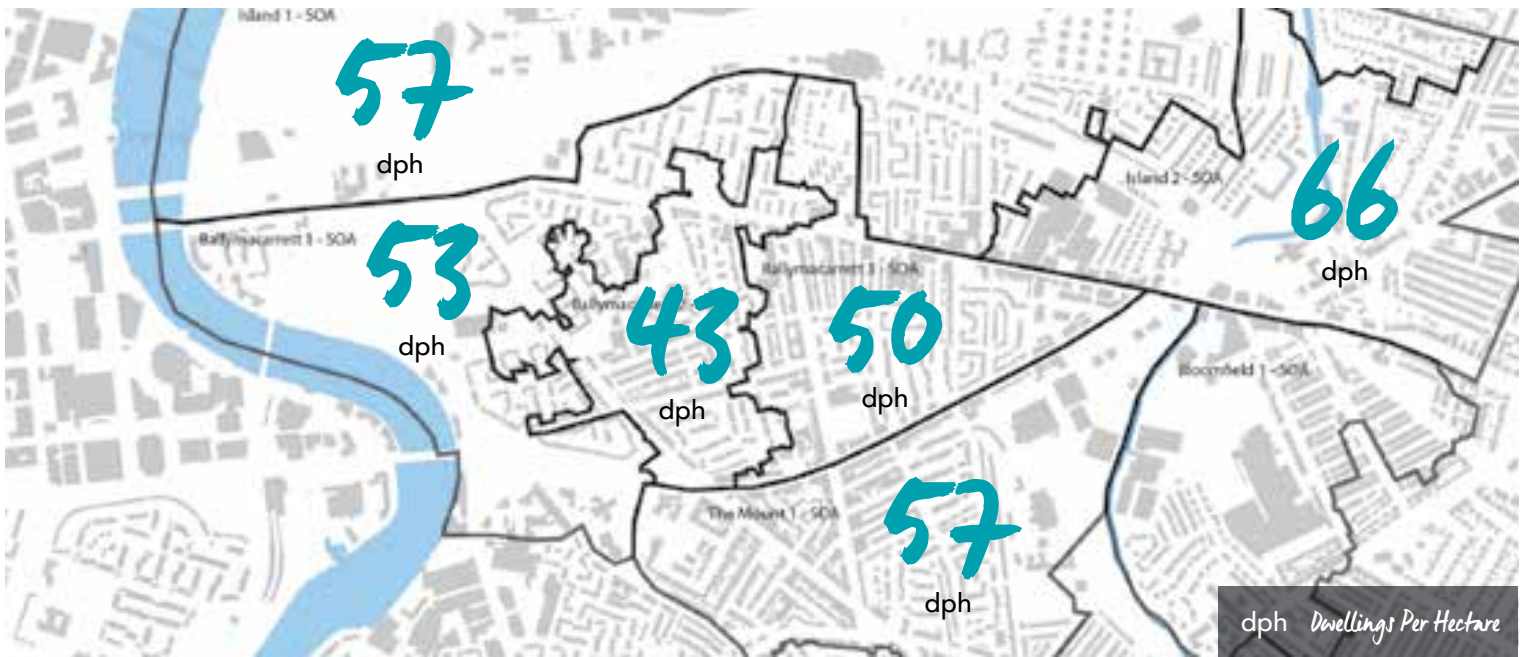 Island 1 - SOA
57
dph
Ballymacarrett 1 - SOA
53
dph
43
dph
Ballymacarrett 3 - SOA
50
dph
Island 2 - SOA
66
dph
Bloomfield 1 - SOA
The Mount 1 - SOA
57
dph
dph Dwellings Per Hectare